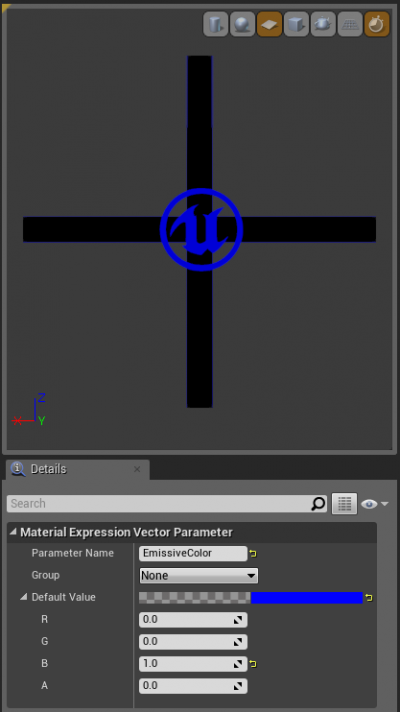 Z
X Y
Details
Search
Material Expression Vector Parameter
Parameter Name EmissiveColor
Group None
Default Value
R 0.0
G 0.0
B 1.0
A 0.0